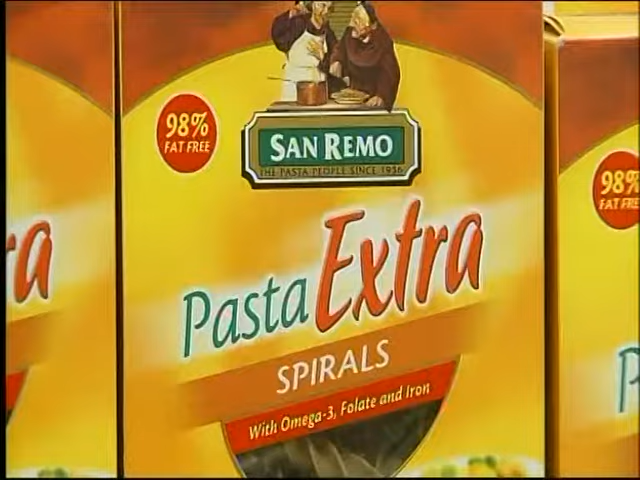 98%
FAT FREE
SAN REMO
THE PASTA PEOPLE SINCE 1936
Pasta Extra
SPIRALS
With Omega-3, Folate and Iron
a
98%
FAT FREE
P